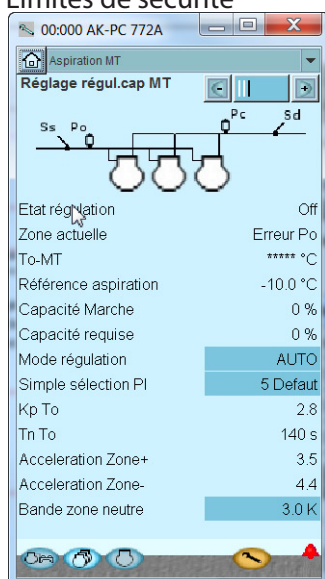 Limites de sécurité
00:000 AK-PC 772A
Aspiration MT
Réglage régul.cap MT
Ss Po Pc Sd
Etat régulation Off
Zone actuelle Erreur Po
To-MT ***** °C
Référence aspiration -10.0 °C
Capacité Marche 0 %
Capacité requise 0 %
Mode régulation AUTO
Simple sélection PI 5 Defaut
Kp To 2.8
Tn To 140 s
Acceleration Zone+ 3.5
Acceleration Zone- 4.4
Bande zone neutre 3.0 K